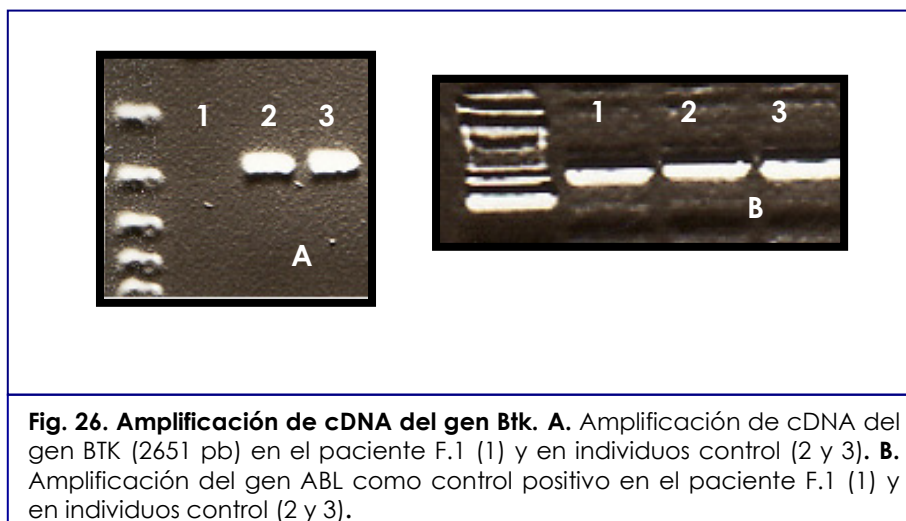 1 2 3
A
1 2 3
B
Fig. 26. Amplificación de cDNA del gen Btk. A. Amplificación de cDNA del
gen BTK (2651 pb) en el paciente F.1 (1) y en individuos control (2 y 3). B.
Amplificación del gen ABL como control positivo en el paciente F.1 (1) y
en individuos control (2 y 3).